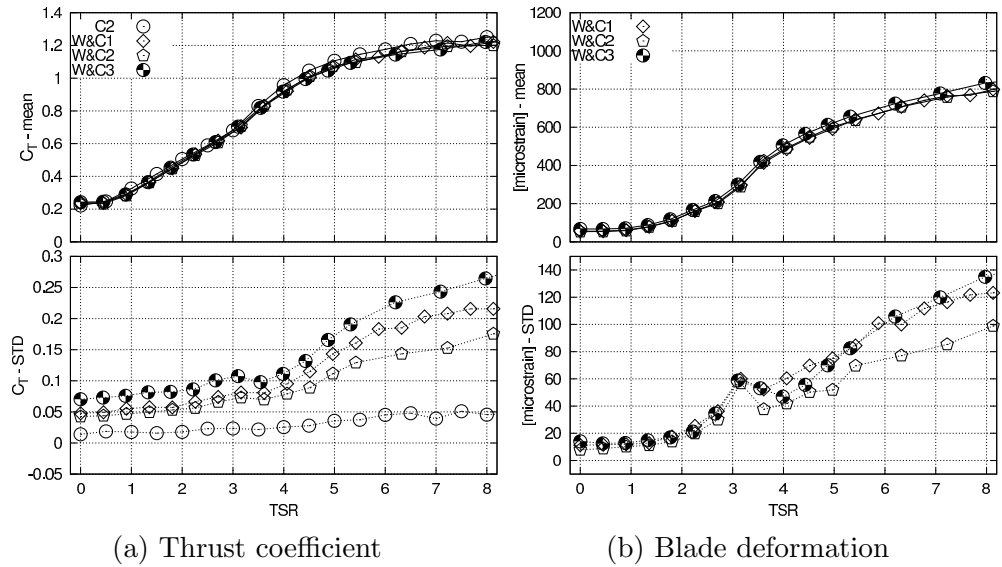 1200
C2
W&C1
W&C2
W&C3
1.4
1.2
1
0.8
0.6
0.4
0.2
0
C_T - mean
W&C1
W&C2
W&C3
1000
800
600
400
200
0
[microstrain] - mean
0.3
0.25
0.2
0.15
0.1
0.05
0
-0.05
C_T - STD
0 1 2 3 4 5 6 7 8
TSR
140
120
100
80
60
40
20
0
[microstrain] - STD
0 1 2 3 4 5 6 7 8
TSR
(a) Thrust coefficient
(b) Blade deformation